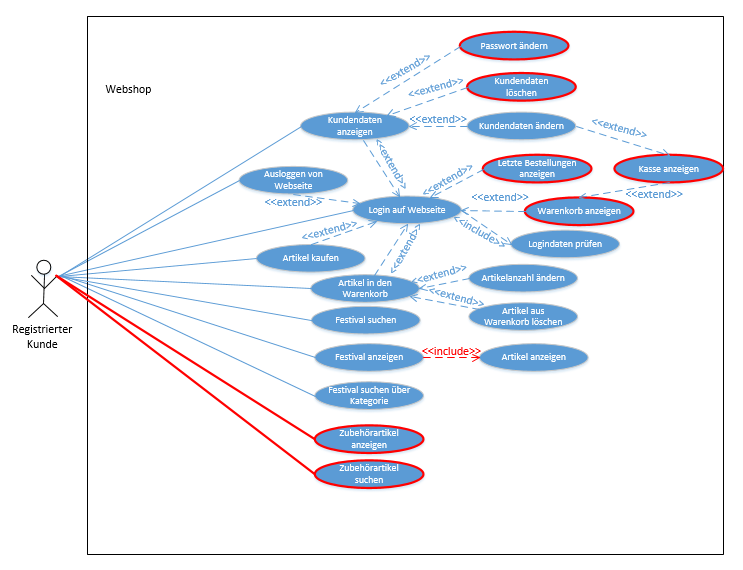 Passwort ändern
<<extend>>
Kundendaten
löschen
<<extend>>
Webshop
Kundendaten
anzeigen
<<extend>>
Kundendaten ändern
<<extend>>
<<extend>>
Letzte Bestellungen
anzeigen
Kasse anzeigen
Ausloggen von
Webseite
<<extend>>
<<extend>>
<<extend>>
<<extend>>
Login auf Webseite
Warenkorb anzeigen
<<extend>>
<<include>>
Logindaten prüfen
<<extend>>
Artikel kaufen
Artikel in den
Warenkorb
<<extend>>
Artikelanzahl ändern
<<extend>>
Artikel aus
Warenkorb löschen
Registrierter
Kunde
Festival suchen
Festival anzeigen
<<include>>
Artikel anzeigen
Festival suchen über
Kategorie
Zubehörartikel
anzeigen
Zubehörartikel
suchen